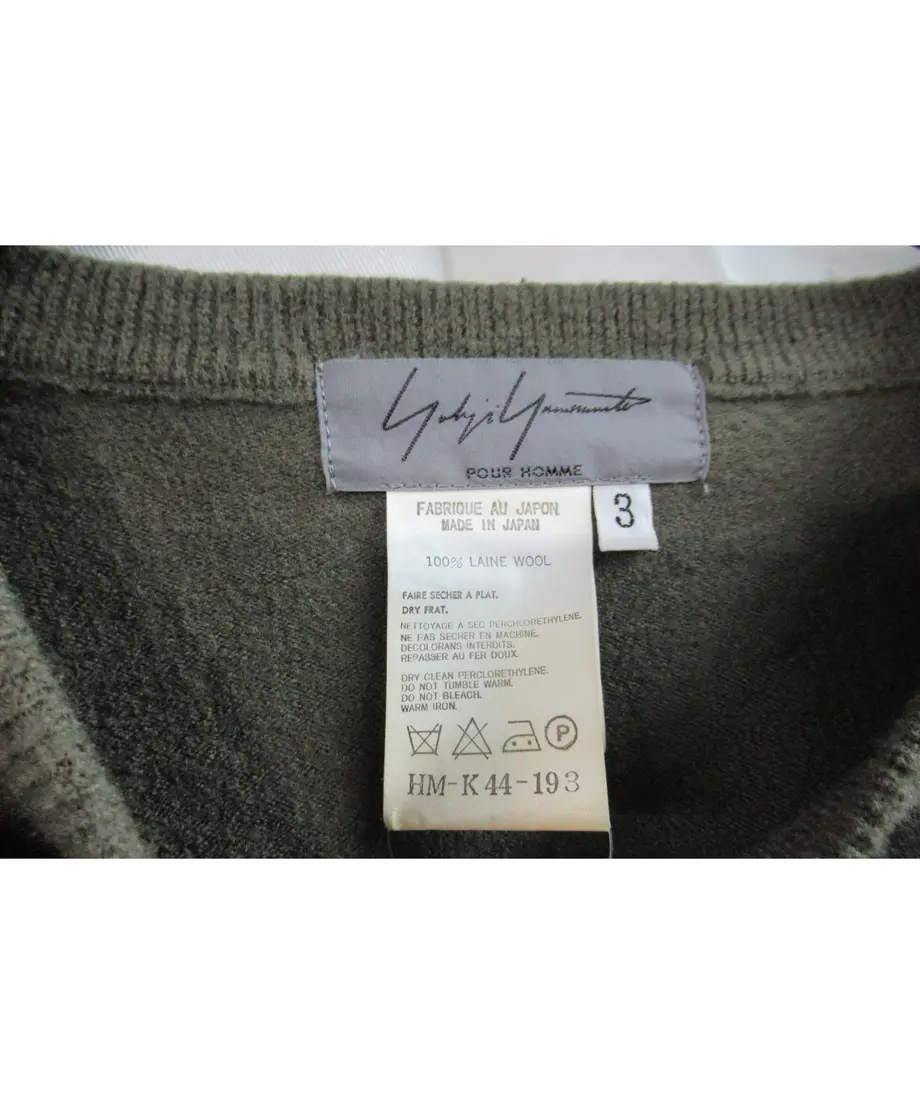 Yohji Yamamoto
POUR HOMME
3
FABRIQUE AU JAPON
MADE IN JAPAN
100% LAINE WOOL
FAIRE SECHER A PLAT.
DRY FRAT.
NETTOYAGE A SEC PERCHLORETHYLENE.
NE PAS SECHER EN MACHINE.
DECOLORANS INTERDITS.
REPASSER AU FER DOUX.
DRY CLEAN PERCLORETHYLENE.
DO NOT TUMBLE WARM.
DO NOT BLEACH.
WARM IRON.
P
HM-K 44-193